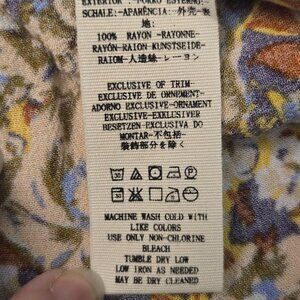 EXTERIOR : FORRO ESTERNO:
SCHALE:-APARÊNCIA: 外壳-表
地:
100% RAYON -RAYONNE-
RAYÓN-RAION KUNSTSEIDE-
RAIOM-人造絲-レーヨン
EXCLUSIVE OF TRIM-
EXCLUSIVE DE ORNEMENT-
ADORNO EXCLUSIVE-ORNAMENT
EXKLUSIVEN-EXKLUSIVER
BESETZEN-EXCLUSIVA DO
MONTAR-不包括-
装飾部分を除く
MACHINE WASH COLD WITH
LIKE COLORS
USE ONLY NON-CHLORINE
BLEACH
TUMBLE DRY LOW
LOW IRON AS NEEDED
MAY BE DRY CLEANED